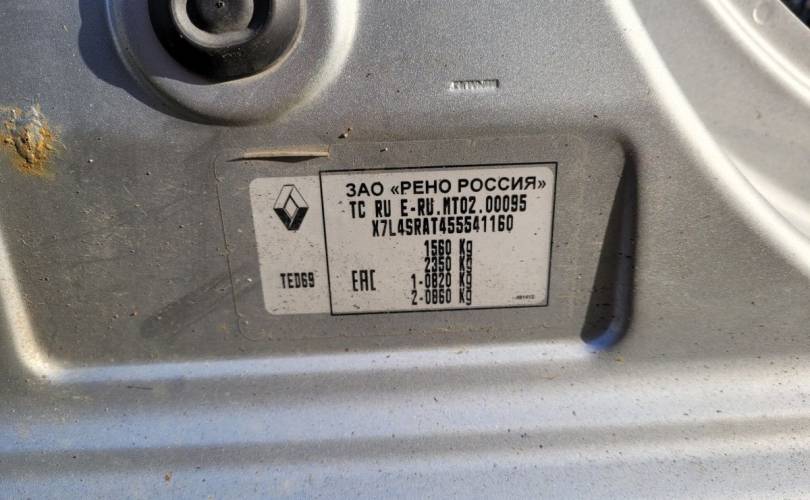 ЗАО «РЕНО РОССИЯ»
TC RU E-RU.MT02.00095
X7L4SRAT455541160
1560 Kg
2350 Kg
1-0820 Kg
2-0860 Kg
TED69
EAC